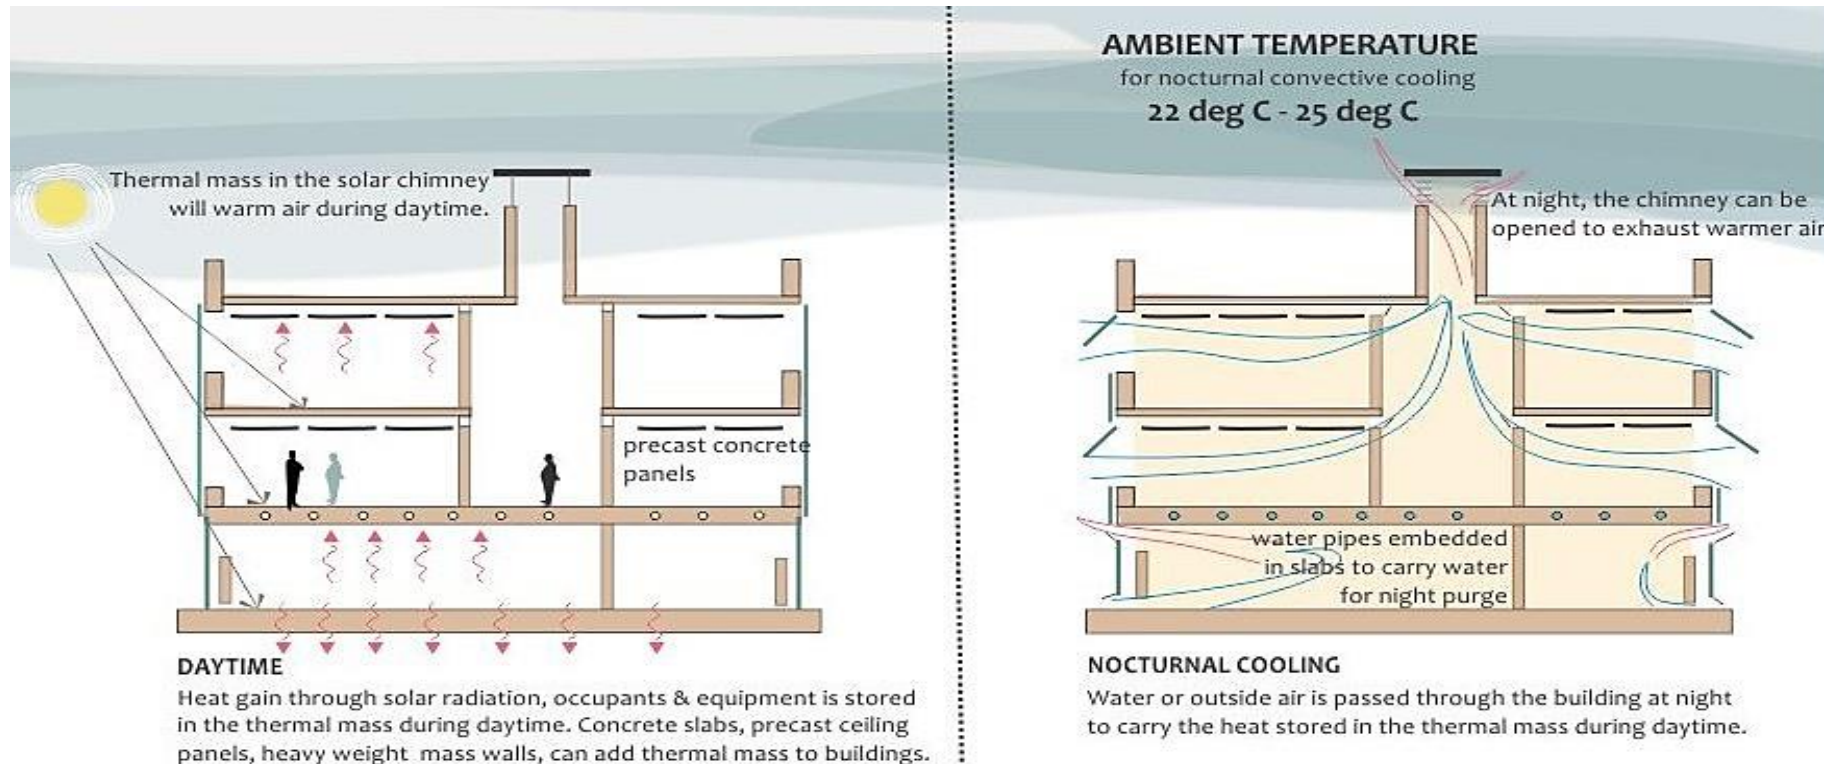 Thermal mass in the solar chimney
will warm air during daytime.
precast concrete
panels
DAYTIME
Heat gain through solar radiation, occupants & equipment is stored
in the thermal mass during daytime. Concrete slabs, precast ceiling
panels, heavy weight mass walls, can add thermal mass to buildings.
AMBIENT TEMPERATURE
for nocturnal convective cooling
22 deg C - 25 deg C
At night, the chimney can be
opened to exhaust warmer air
water pipes embedded
in slabs to carry water
for night purge
NOCTURNAL COOLING
Water or outside air is passed through the building at night
to carry the heat stored in the thermal mass during daytime.